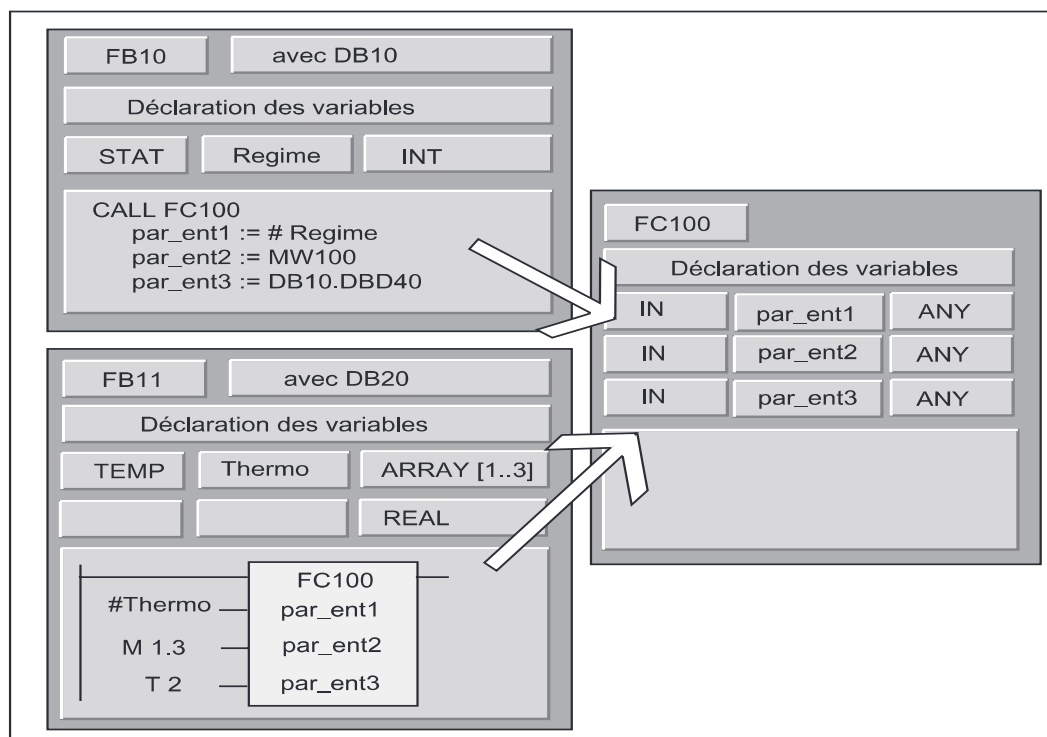 FB10 avec DB10
Déclaration des variables
STAT Regime INT
CALL FC100
par_ent1 := # Regime
par_ent2 := MW100
par_ent3 := DB10.DBD40
FB11 avec DB20
Déclaration des variables
TEMP Thermo ARRAY [1..3]
REAL
FC100
#Thermo par_ent1
M 1.3 par_ent2
T 2 par_ent3
FC100
Déclaration des variables
IN par_ent1 ANY
IN par_ent2 ANY
IN par_ent3 ANY